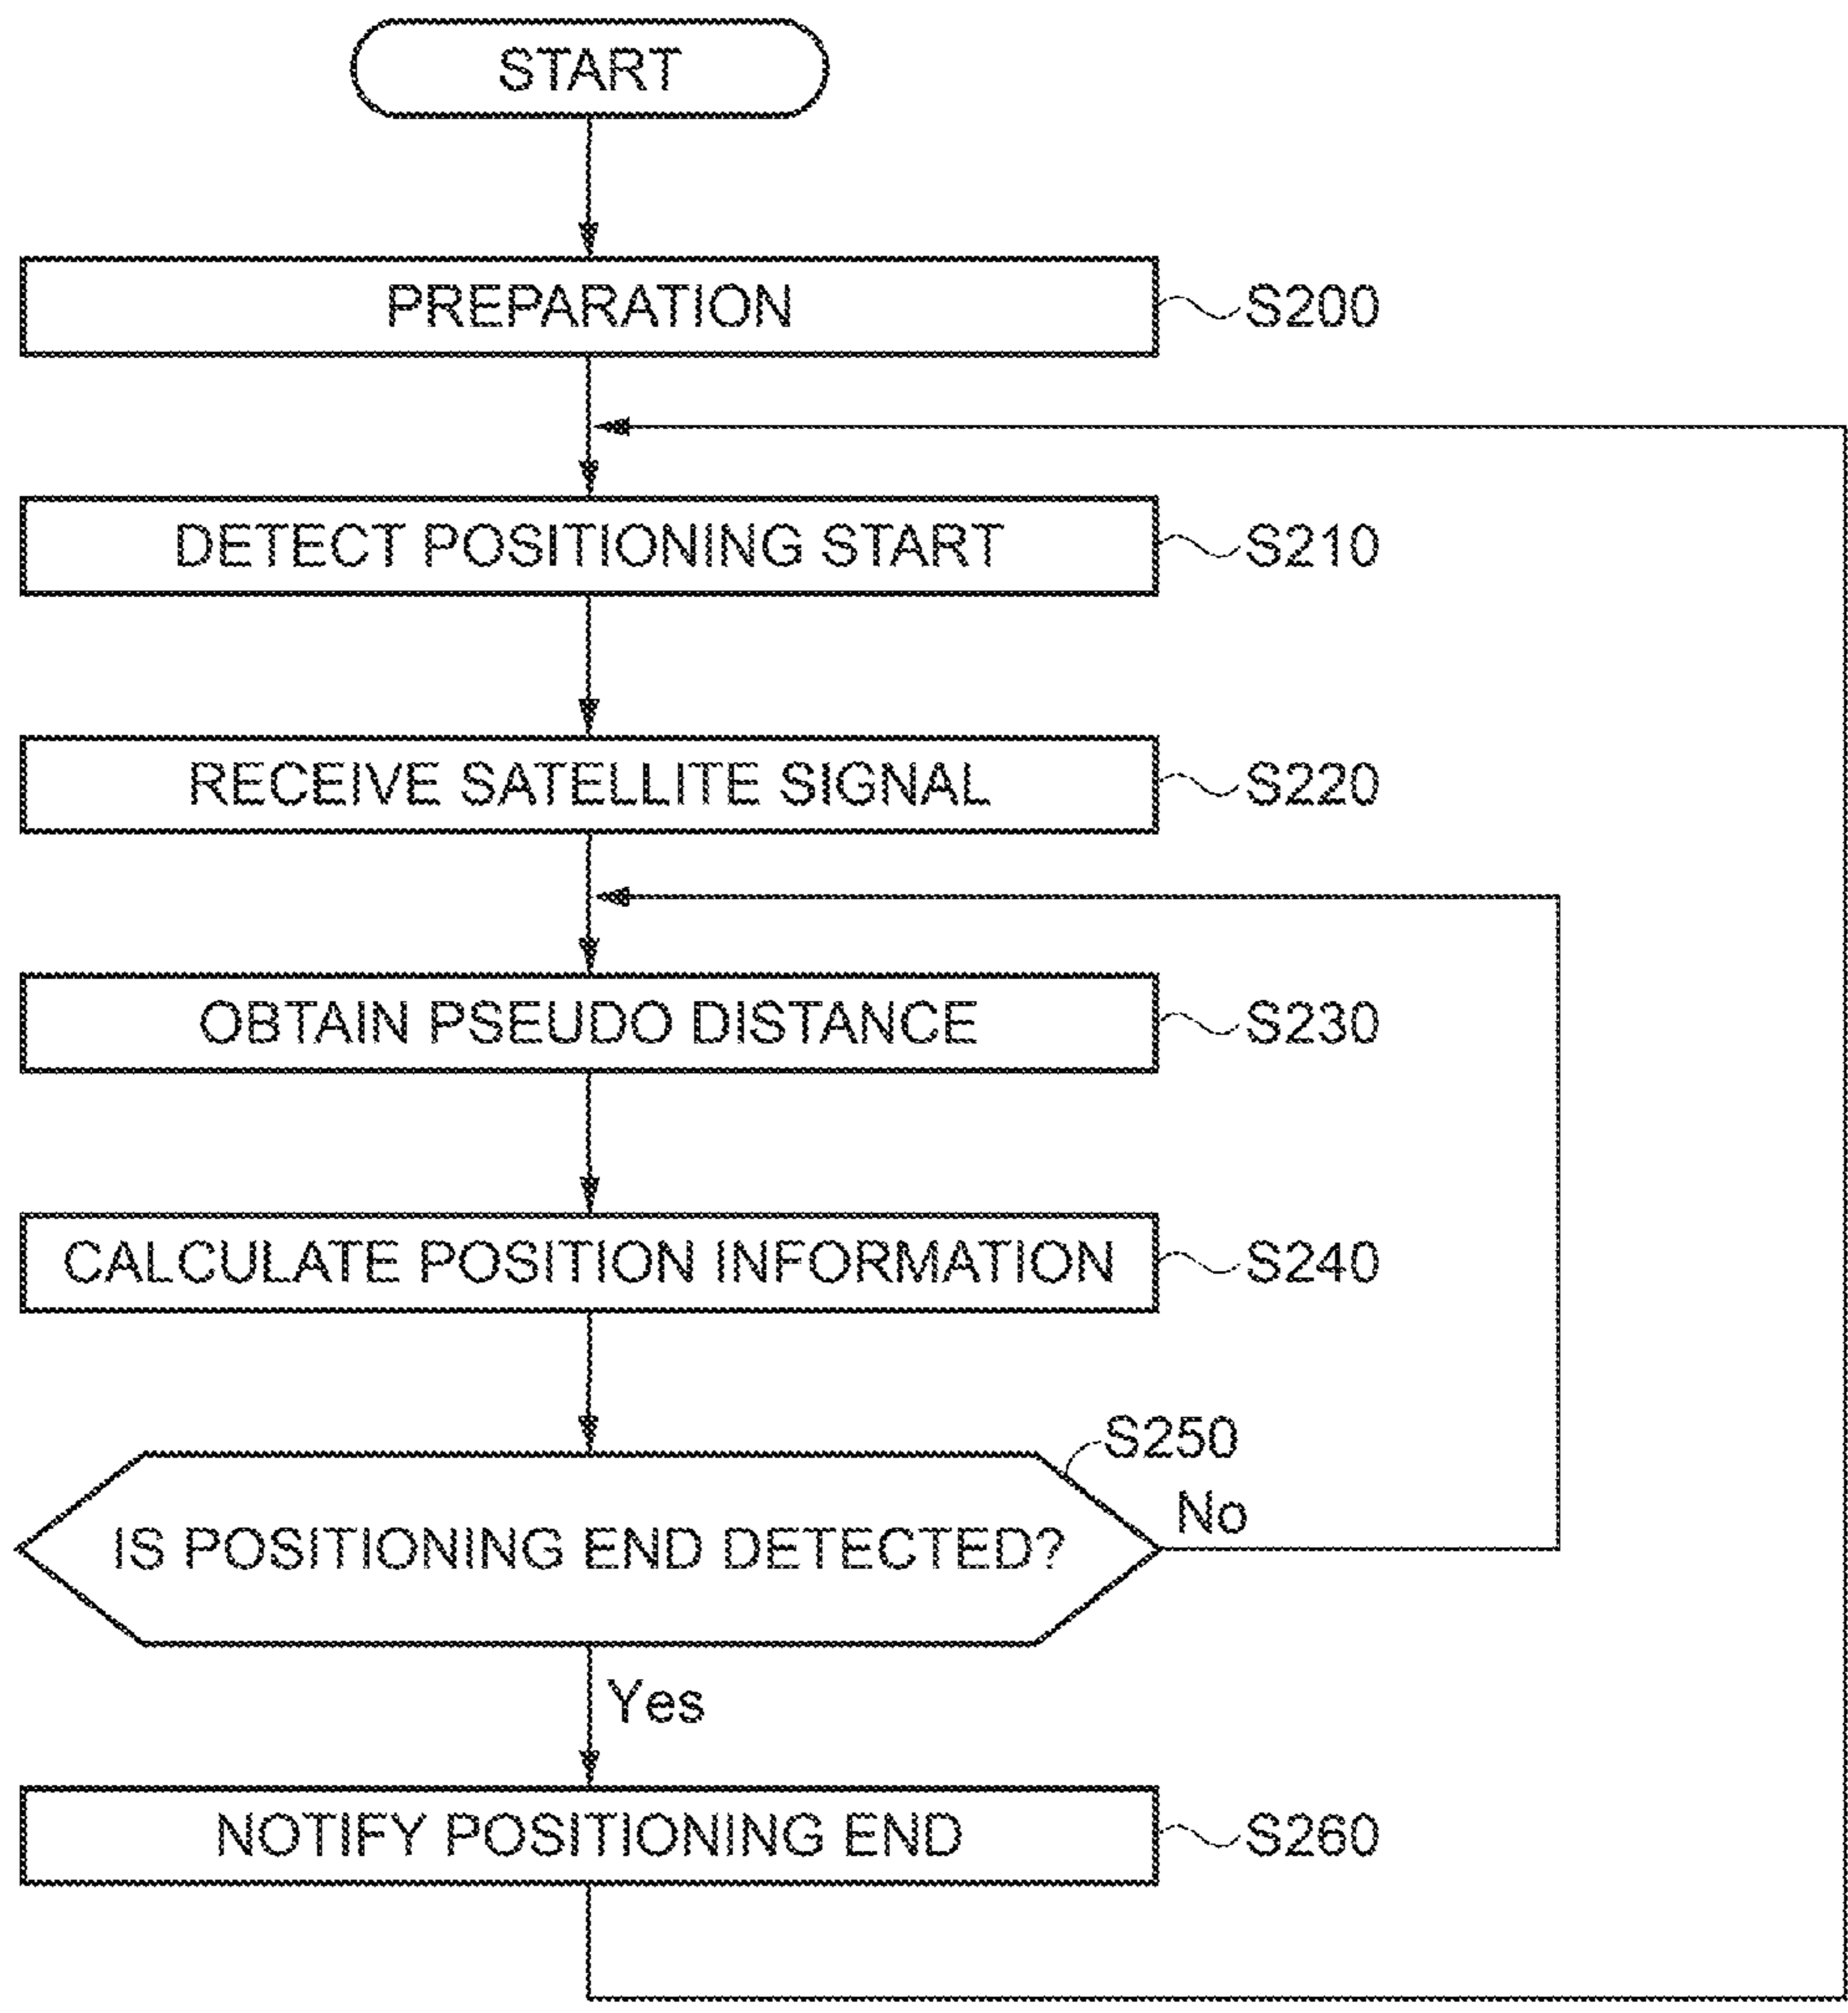 START
PREPARATION
S200
DETECT POSITIONING START
S210
RECEIVE SATELLITE SIGNAL
S220
OBTAIN PSEUDO DISTANCE
S230
CALCULATE POSITION INFORMATION
S240
S250
IS POSITIONING END DETECTED?
No
Yes
NOTIFY POSITIONING END
S260